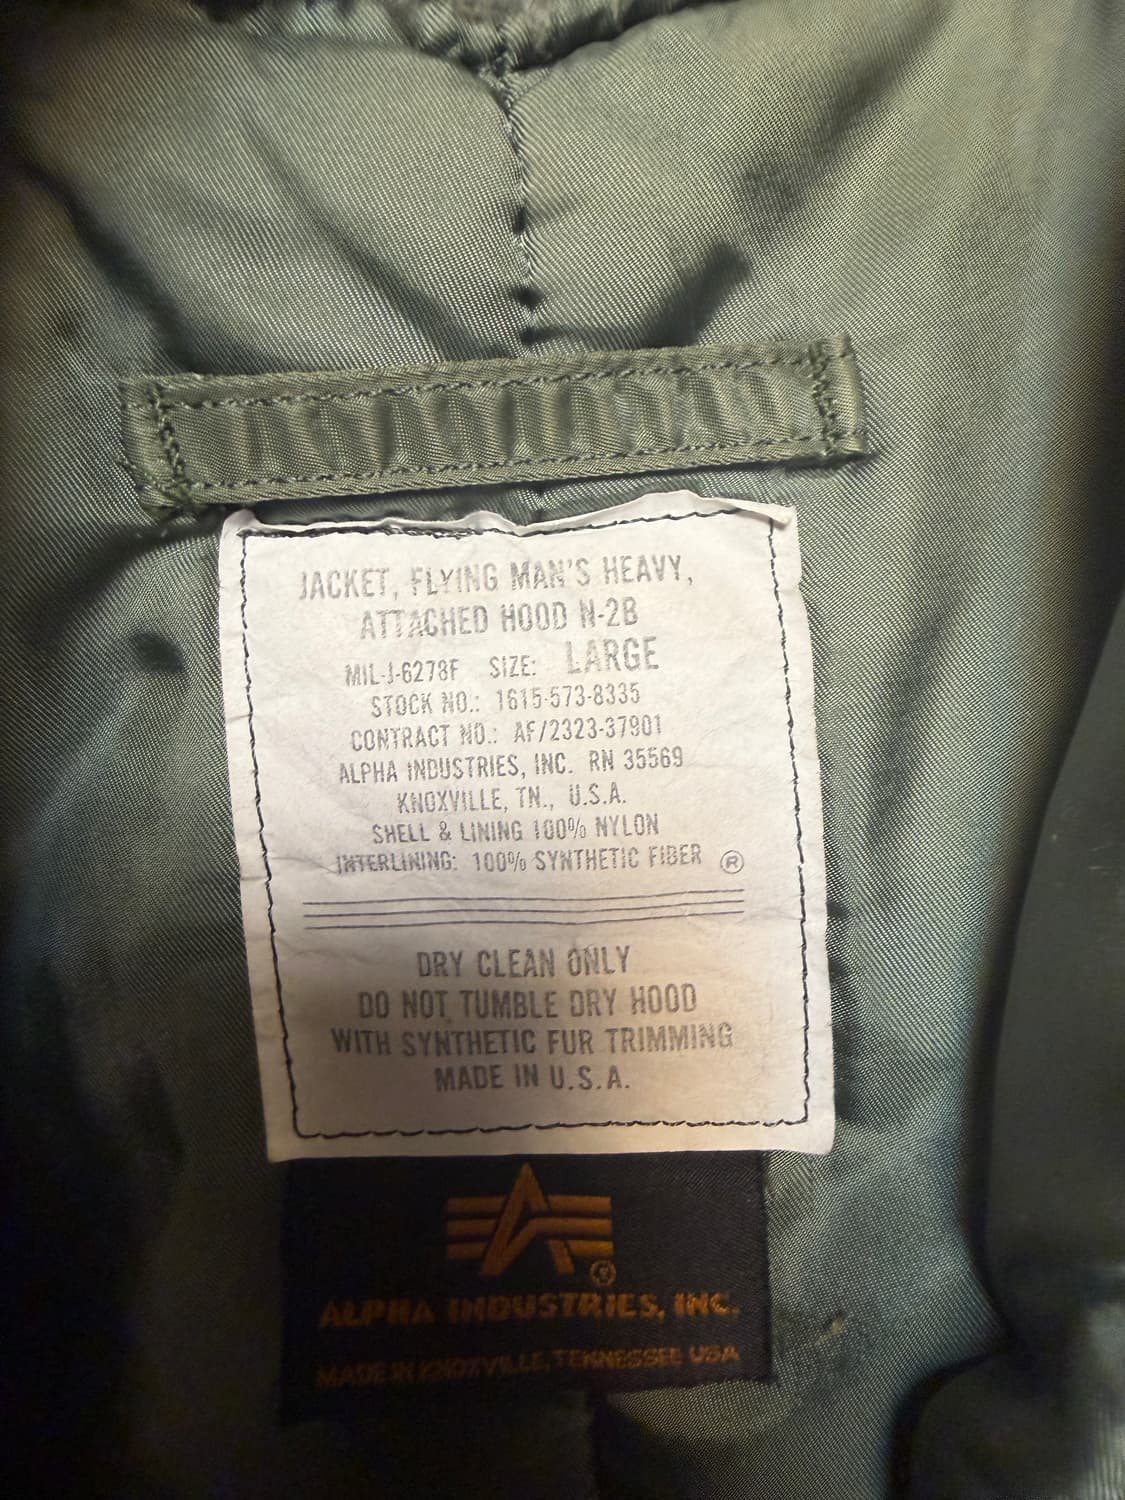 JACKET, FLYING MAN'S HEAVY,
ATTACHED HOOD N-2B
MIL-J-6278F SIZE: LARGE
STOCK NO.: 1615-573-8335
CONTRACT NO.: AF/2323-37901
ALPHA INDUSTRIES, INC. RN 35569
KNOXVILLE, TN., U.S.A.
SHELL & LINING 100% NYLON
INTERLINING: 100% SYNTHETIC FIBER ®
DRY CLEAN ONLY
DO NOT TUMBLE DRY HOOD
WITH SYNTHETIC FUR TRIMMING
MADE IN U.S.A.
®
ALPHA INDUSTRIES, INC.
MADE IN KNOXVILLE, TENNESSEE USA